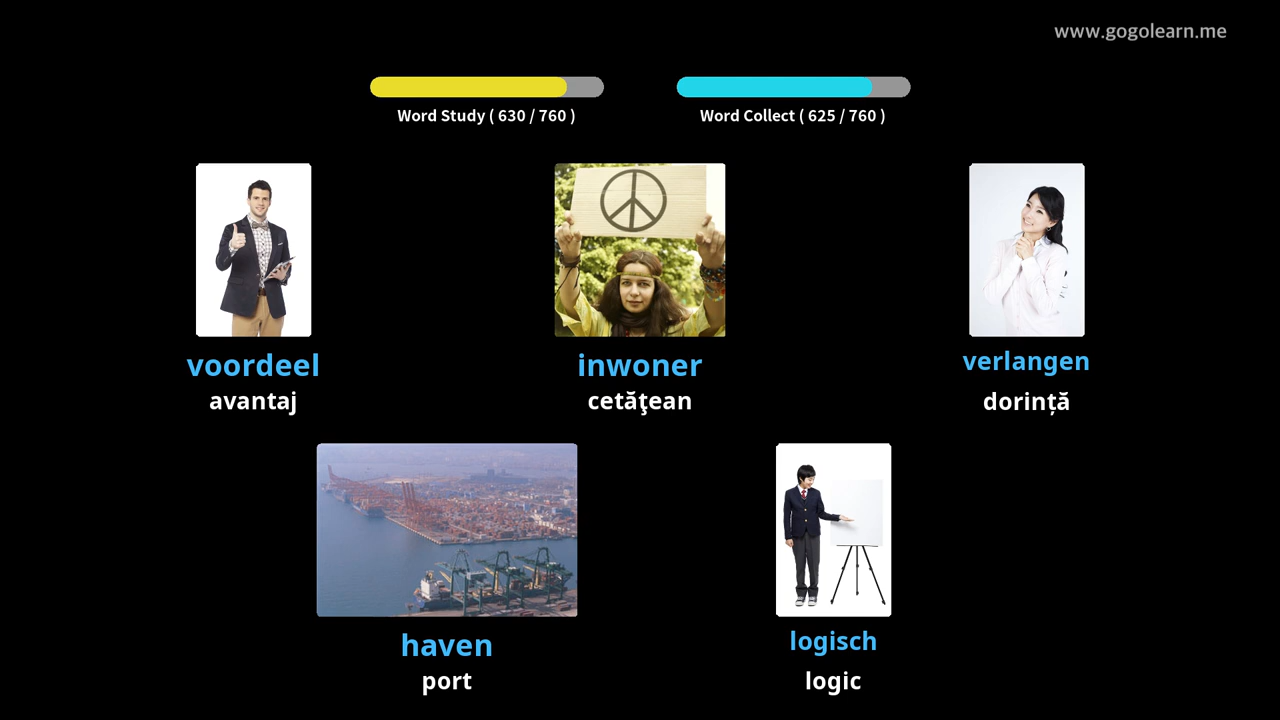 www.gogolearn.me
Word Study ( 630 / 760 )
Word Collect ( 625 / 760 )
voordeel
avantaj
inwoner
cetăţean
verlangen
dorință
haven
port
logisch
logic